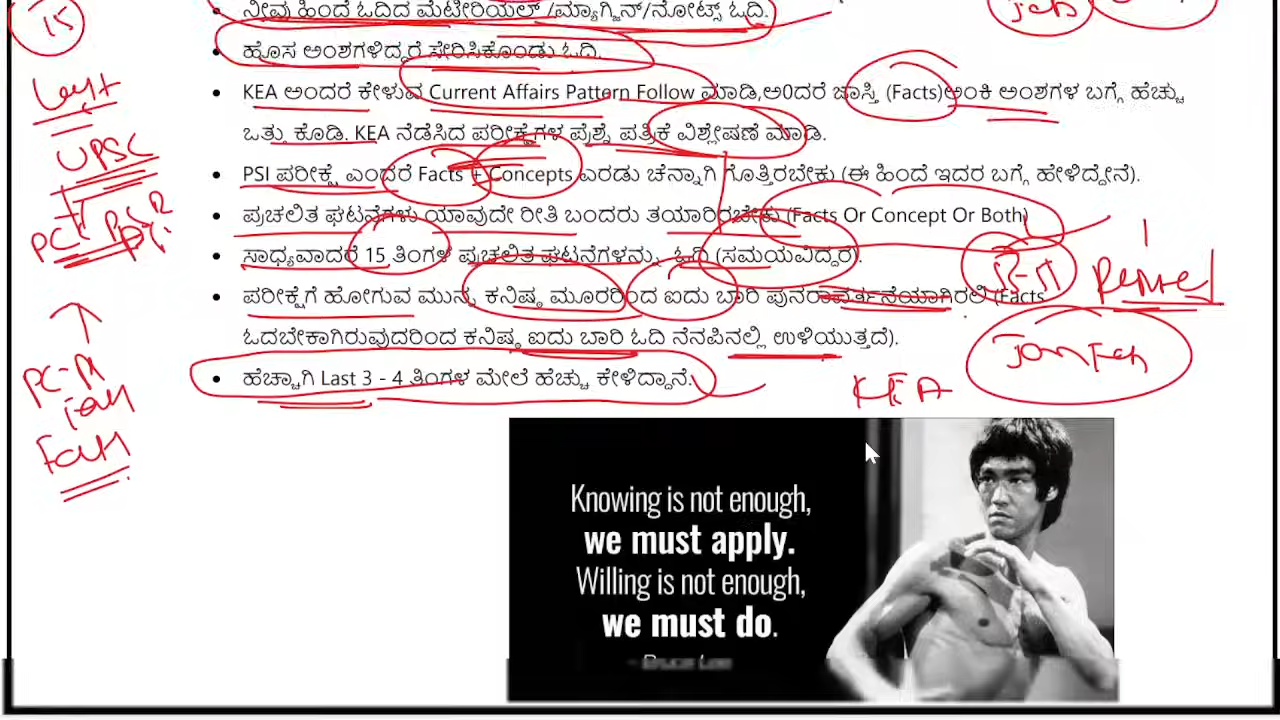 ನೀವು ಹಿಂದೆ ಓದಿದ ಮೆಟೀರಿಯಲ್ /ಮ್ಯಾಗ್ಜಿನ್/ನೋಟ್ಸ್ ಓದಿ.
15
ಹೊಸ ಅಂಶಗಳಿದ್ದರೆ ಸೇರಿಸಿಕೊಂಡು ಓದಿ.
KEA ಅಂದರೆ ಕೇಳುವ Current Affairs Pattern Follow ಮಾಡಿ,ಅ0ದರೆ ಜಾಸ್ತಿ (Facts)ಅಂಕಿ ಅಂಶಗಳ ಬಗ್ಗೆ ಹೆಚ್ಚು
ಒತ್ತು ಕೊಡಿ. KEA ನೆಡೆಸಿದ ಪರೀಕ್ಷೆಗಳ ಪ್ರಶ್ನೆ ಪತ್ರಿಕೆ ವಿಶ್ಲೇಷಣೆ ಮಾಡಿ.
UPSC
PSI ಪರೀಕ್ಷೆ ಎಂದರೆ Facts + Concepts ಎರಡು ಚೆನ್ನಾಗಿ ಗೊತ್ತಿರಬೇಕು (ಈ ಹಿಂದೆ ಇದರ ಬಗ್ಗೆ ಹೇಳಿದ್ದೇನೆ).
ಪ್ರಚಲಿತ ಘಟನೆಗಳು ಯಾವುದೇ ರೀತಿ ಬಂದರು ತಯಾರಿರಬೇಕು (Facts Or Concept Or Both)
ಸಾಧ್ಯವಾದರೆ 15 ತಿಂಗಳ ಪ್ರಚಲಿತ ಘಟನೆಗಳನ್ನು ಓದಿ (ಸಮಯವಿದ್ದರೆ).
ಪರೀಕ್ಷೆಗೆ ಹೋಗುವ ಮುನ್ನ ಕನಿಷ್ಠ ಮೂರರಿಂದ ಐದು ಬಾರಿ ಪುನರಾವರ್ತನೆಯಾಗಿರಲಿ (Facts
ಓದಬೇಕಾಗಿರುವುದರಿಂದ ಕನಿಷ್ಠ ಐದು ಬಾರಿ ಓದಿ ನೆನಪಿನಲ್ಲಿ ಉಳಿಯುತ್ತದೆ).
ಹೆಚ್ಚಾಗಿ Last 3 - 4 ತಿಂಗಳ ಮೇಲೆ ಹೆಚ್ಚು ಕೇಳಿದ್ದಾನೆ.
KEA
Knowing is not enough,
we must apply.
Willing is not enough,
we must do.
- Bruce Lee